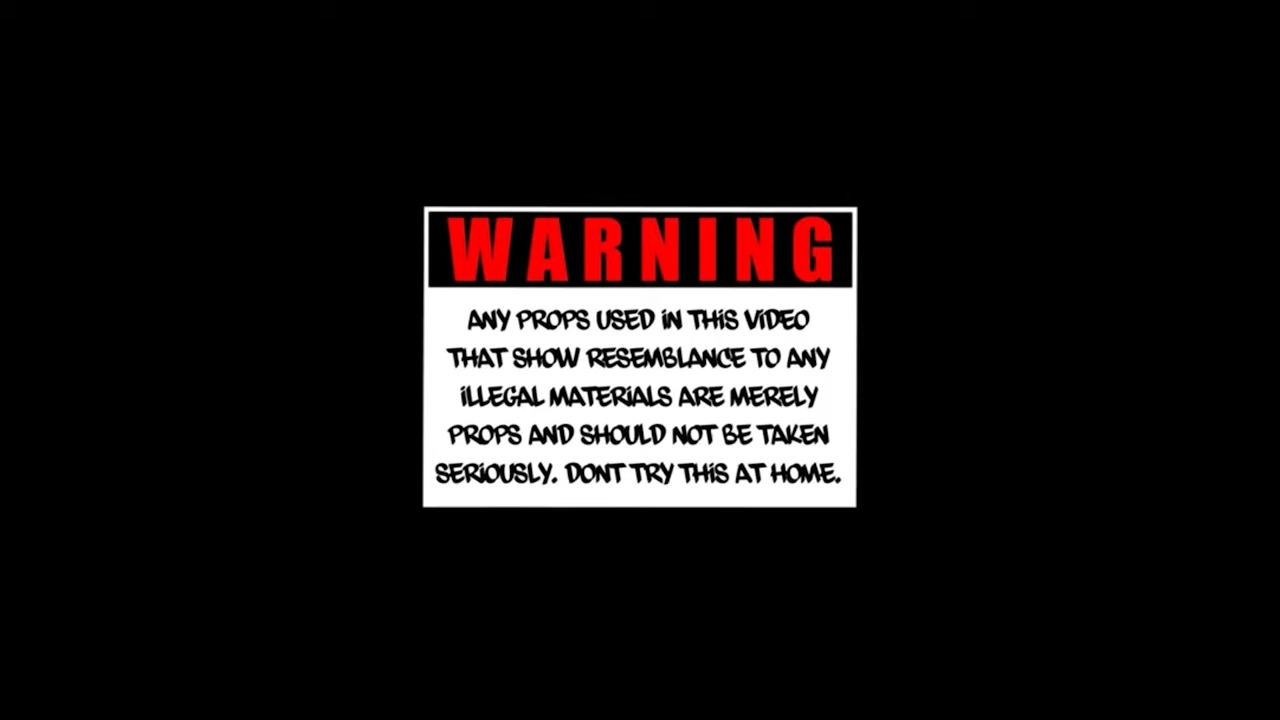 WARNING
ANY PROPS USED iN THiS ViDEO
THAT SHOW RESEMBLANCE TO ANY
iLLEGAL MATERiALS ARE MERELY
PROPS AND SHOULD NOT BE TAKEN
SERiOUSLY. DONT TRY THiS AT HOME.